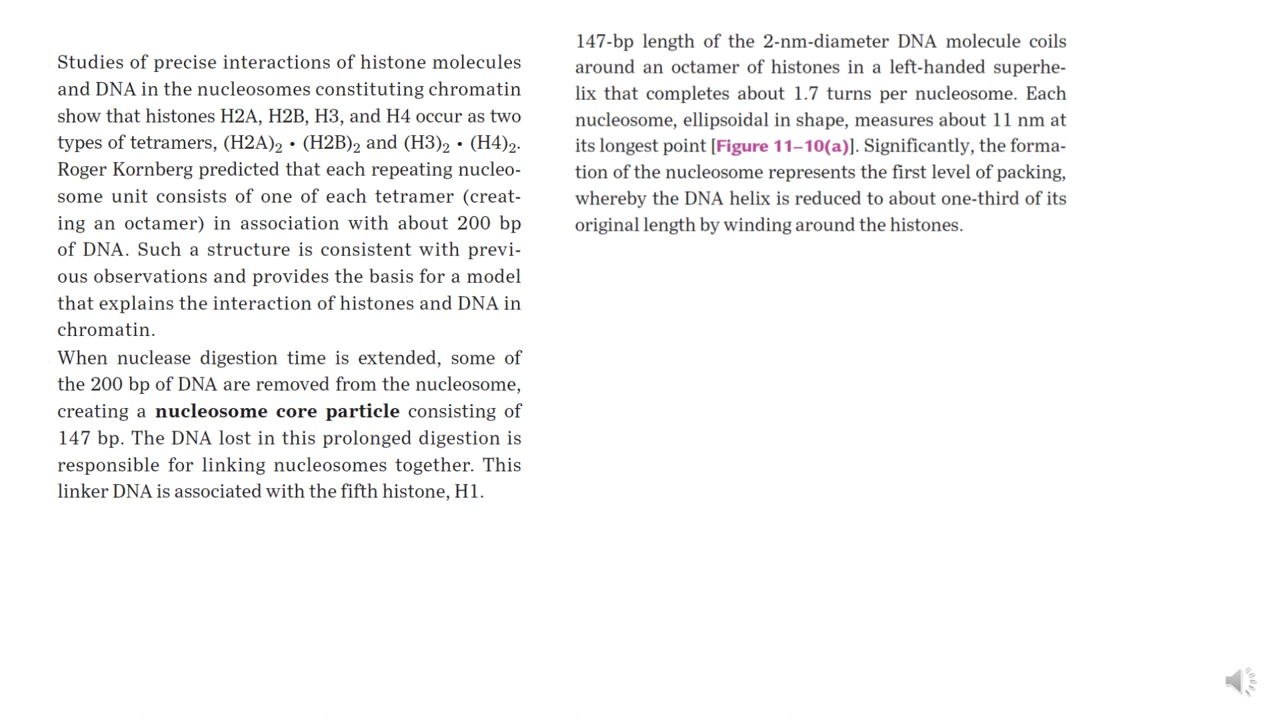 Studies of precise interactions of histone molecules
and DNA in the nucleosomes constituting chromatin
show that histones H2A, H2B, H3, and H4 occur as two
types of tetramers, (H2A)₂ • (H2B)₂ and (H3)₂ • (H4)₂.
Roger Kornberg predicted that each repeating nucleo-
some unit consists of one of each tetramer (creat-
ing an octamer) in association with about 200 bp
of DNA. Such a structure is consistent with previ-
ous observations and provides the basis for a model
that explains the interaction of histones and DNA in
chromatin.
When nuclease digestion time is extended, some of
the 200 bp of DNA are removed from the nucleosome,
creating a nucleosome core particle consisting of
147 bp. The DNA lost in this prolonged digestion is
responsible for linking nucleosomes together. This
linker DNA is associated with the fifth histone, H1.
147-bp length of the 2-nm-diameter DNA molecule coils
around an octamer of histones in a left-handed superhe-
lix that completes about 1.7 turns per nucleosome. Each
nucleosome, ellipsoidal in shape, measures about 11 nm at
its longest point [Figure 11–10(a)]. Significantly, the forma-
tion of the nucleosome represents the first level of packing,
whereby the DNA helix is reduced to about one-third of its
original length by winding around the histones.